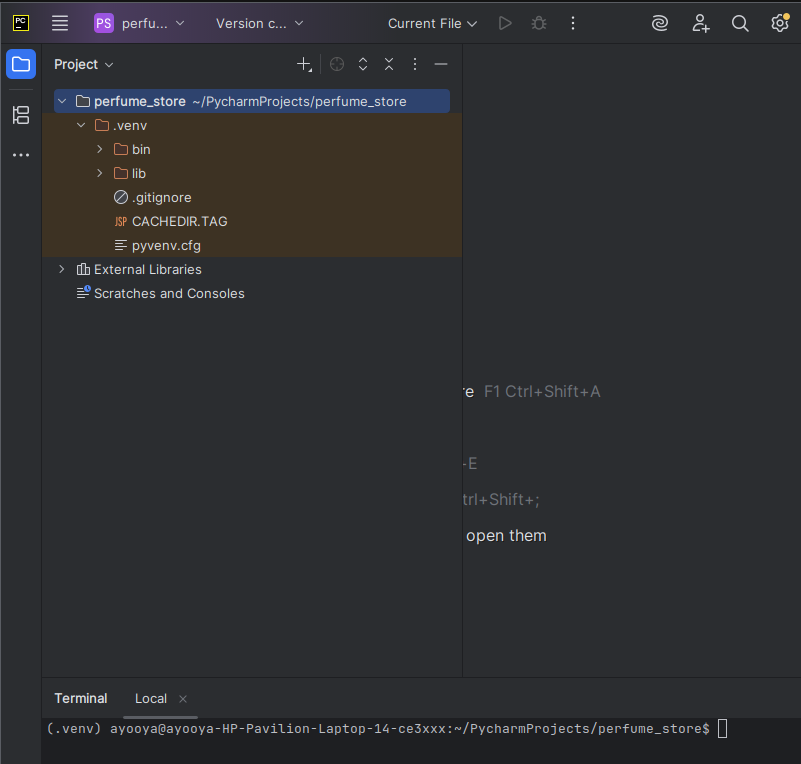 PC PS perfu... Version c... Current File
Project
perfume_store ~/PycharmProjects/perfume_store
.venv
bin
lib
.gitignore
JSP CACHEDIR.TAG
pyvenv.cfg
External Libraries
Scratches and Consoles
re F1 Ctrl+Shift+A
+E
trl+Shift+;
open them
Terminal Local
(.venv) ayooya@ayooya-HP-Pavilion-Laptop-14-ce3xxx:~/PycharmProjects/perfume_store$